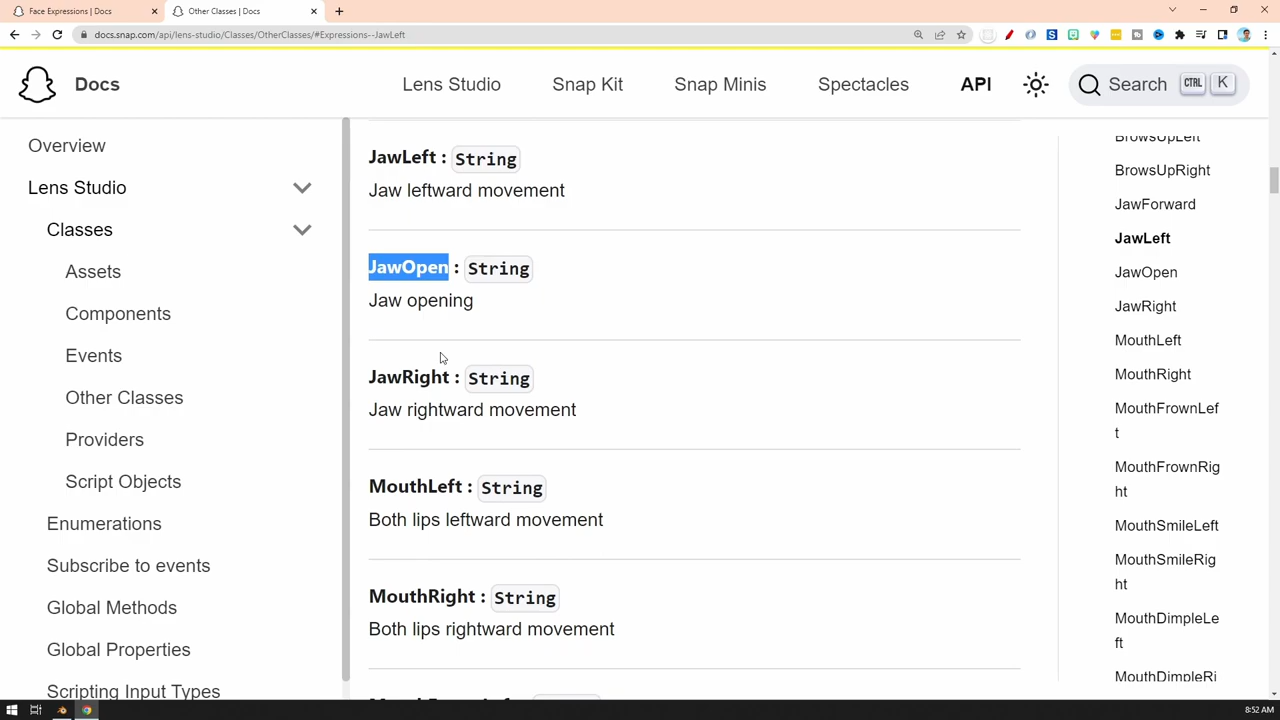 Face Expressions | Docs
Other Classes | Docs
docs.snap.com/api/lens-studio/Classes/OtherClasses/#Expressions--JawLeft
Docs
Lens Studio
Snap Kit
Snap Minis
Spectacles
API
Search
CTRL
K
Overview
Lens Studio
Classes
Assets
Components
Events
Other Classes
Providers
Script Objects
Enumerations
Subscribe to events
Global Methods
Global Properties
Scripting Input Types
JawLeft : String
Jaw leftward movement
JawOpen : String
Jaw opening
JawRight : String
Jaw rightward movement
MouthLeft : String
Both lips leftward movement
MouthRight : String
Both lips rightward movement
BrowsUpLeft
BrowsUpRight
JawForward
JawLeft
JawOpen
JawRight
MouthLeft
MouthRight
MouthFrownLef
t
MouthFrownRig
ht
MouthSmileLeft
MouthSmileRig
ht
MouthDimpleLe
ft
MouthDimpleRi
8:52 AM